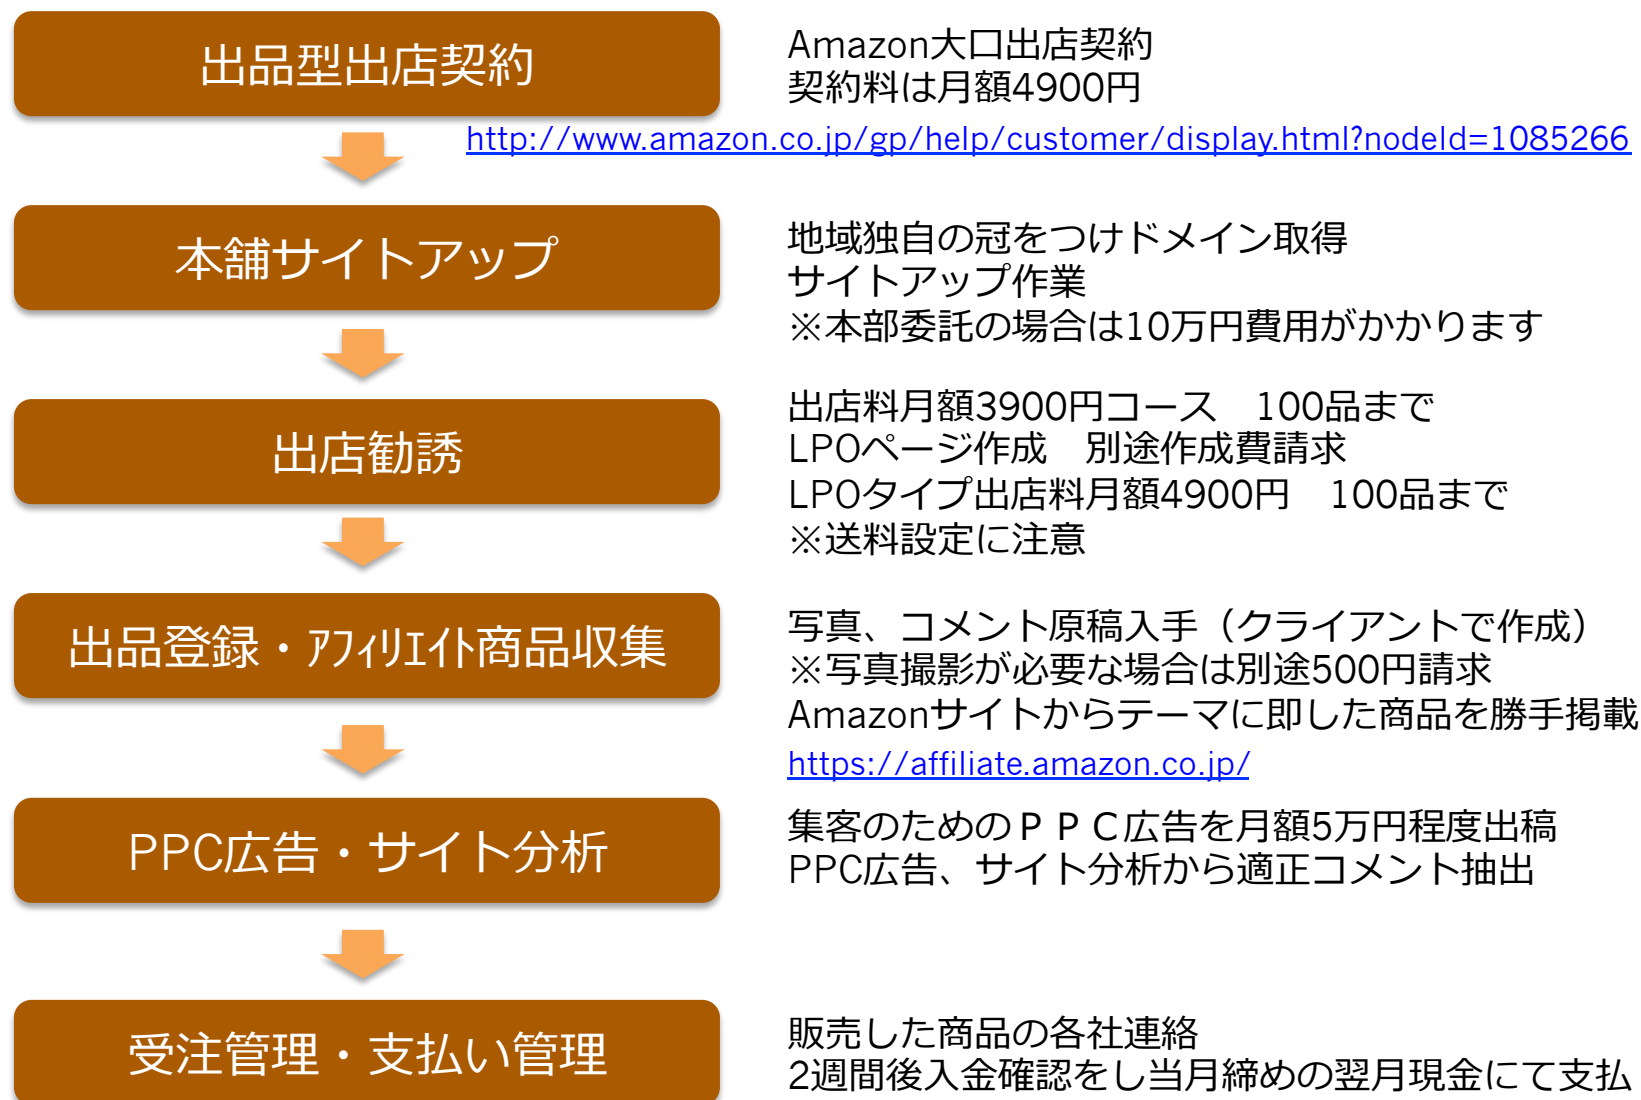 出品型出店契約
Amazon大口出店契約
契約料は月額4900円
http://www.amazon.co.jp/gp/help/customer/display.html?nodeId=1085266
本舗サイトアップ
地域独自の冠をつけドメイン取得
サイトアップ作業
※本部委託の場合は10万円費用がかかります
出店勧誘
出店料月額3900円コース　100品まで
LPOページ作成　別途作成費請求
LPOタイプ出店料月額4900円　100品まで
※送料設定に注意
出品登録・ｱﾌｨﾘｴｲﾄ商品収集
写真、コメント原稿入手（クライアントで作成）
※写真撮影が必要な場合は別途500円請求
Amazonサイトからテーマに即した商品を勝手掲載
https://affiliate.amazon.co.jp/
PPC広告・サイト分析
集客のためのＰＰＣ広告を月額5万円程度出稿
PPC広告、サイト分析から適正コメント抽出
受注管理・支払い管理
販売した商品の各社連絡
2週間後入金確認をし当月締めの翌月現金にて支払